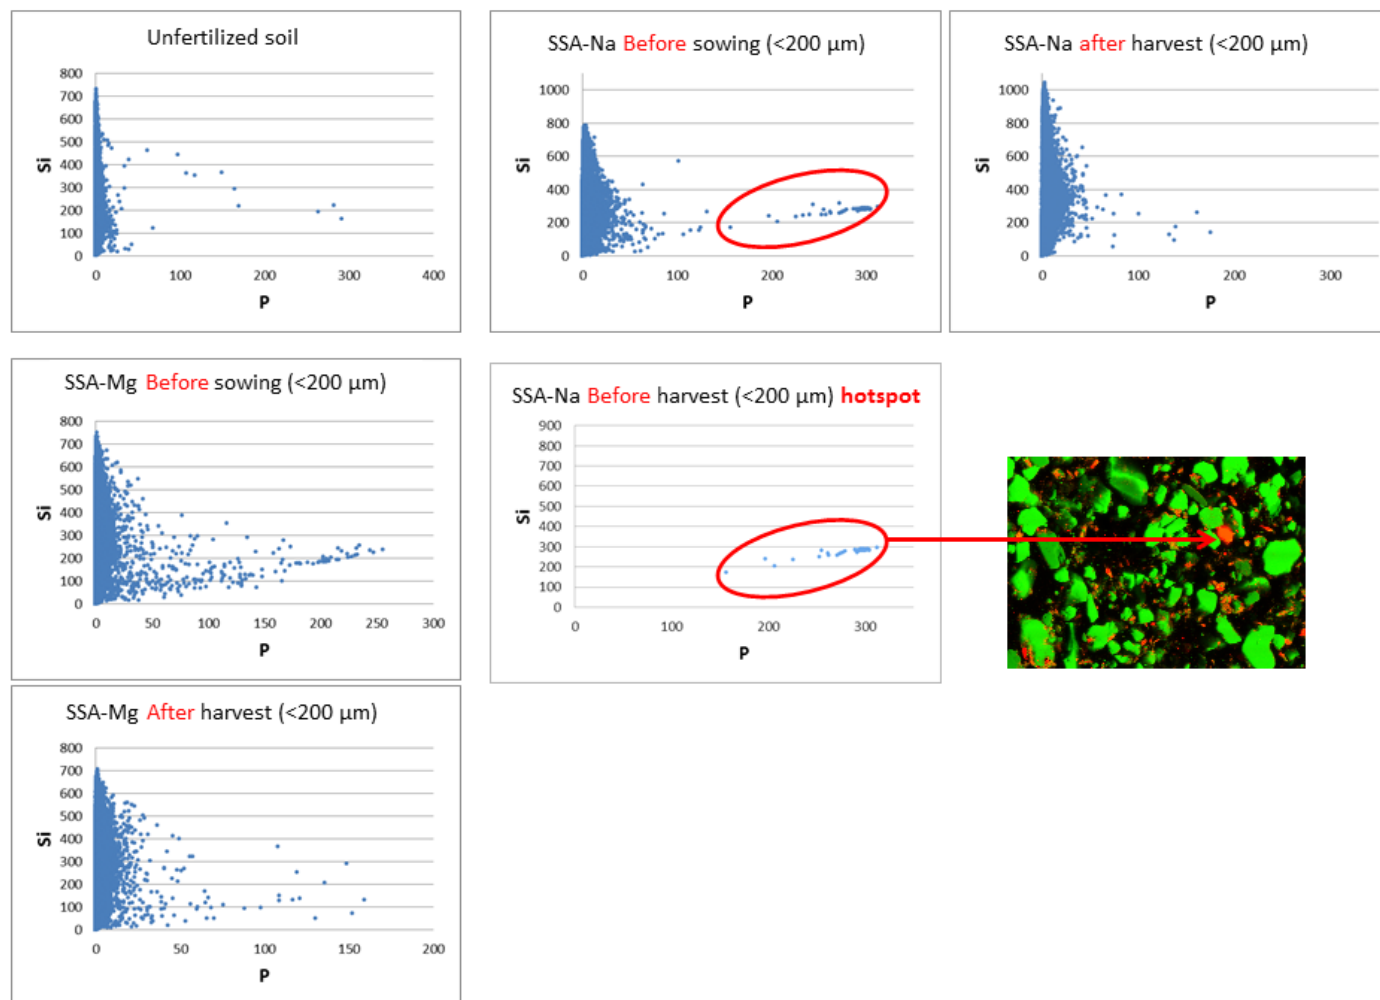 Unfertilized soil
800
700
600
500
400
300
200
100
0
Si
0 100 200 300 400
P
SSA-Na Before sowing (<200 µm)
1000
800
600
400
200
0
Si
0 100 200 300
P
SSA-Na after harvest (<200 µm)
1000
800
600
400
200
0
Si
0 100 200 300
P
SSA-Mg Before sowing (<200 µm)
800
700
600
500
400
300
200
100
0
Si
0 50 100 150 200 250 300
P
SSA-Na Before harvest (<200 µm) hotspot
900
800
700
600
500
400
300
200
100
0
Si
0 100 200 300
P
SSA-Mg After harvest (<200 µm)
800
700
600
500
400
300
200
100
0
Si
0 50 100 150 200
P